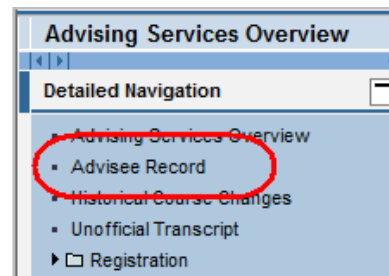 Advising Services Overview
Detailed Navigation
Advising Services Overview
Advisee Record
Historical Course Changes
Unofficial Transcript
Registration